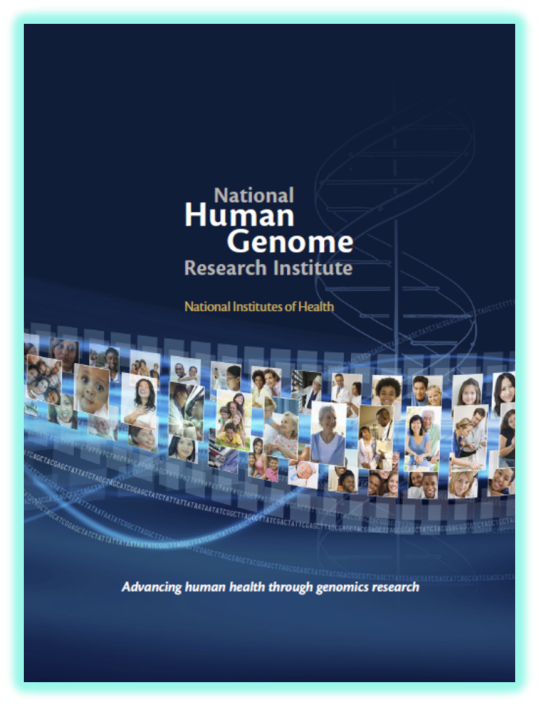 National
Human
Genome
Research Institute
National Institutes of Health
Advancing human health through genomics research